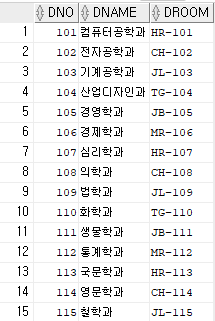 DNO DNAME DROOM
1 101 컴퓨터공학과 HR-101
2 102 전자공학과 CH-102
3 103 기계공학과 JL-103
4 104 산업디자인과 TG-104
5 105 경영학과 JB-105
6 106 경제학과 MR-106
7 107 심리학과 HR-107
8 108 의학과 CH-108
9 109 법학과 JL-109
10 110 화학과 TG-110
11 111 생물학과 JB-111
12 112 통계학과 MR-112
13 113 국문학과 HR-113
14 114 영문학과 CH-114
15 115 철학과 JL-115